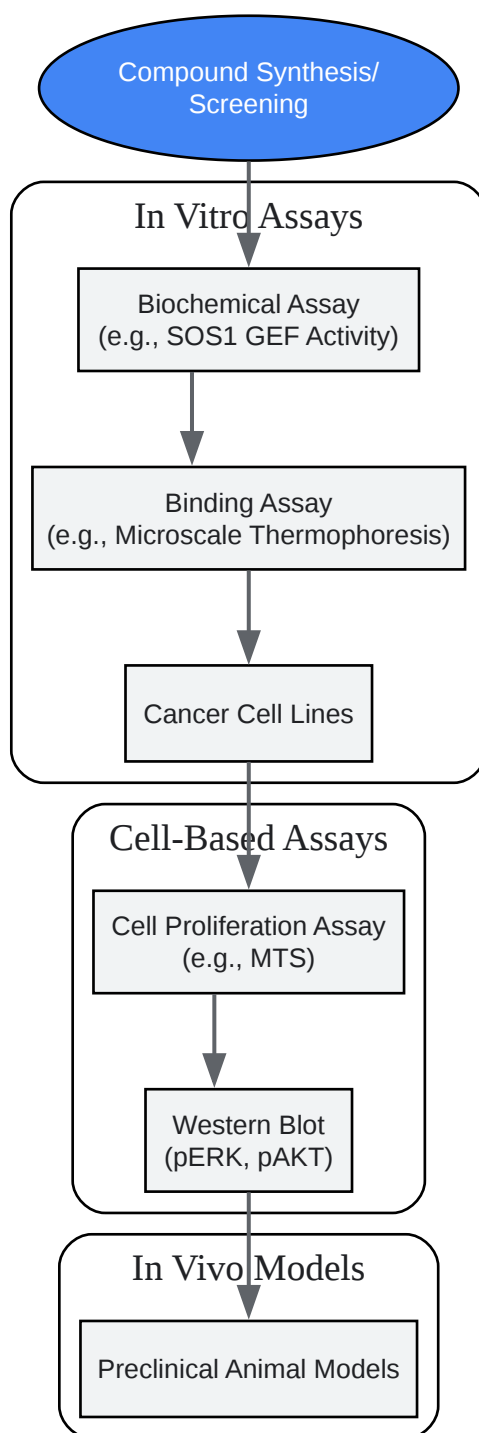 Compound Synthesis/
Screening
In Vitro Assays
Biochemical Assay
(e.g., SOS1 GEF Activity)
Binding Assay
(e.g., Microscale Thermophoresis)
Cancer Cell Lines
Cell-Based Assays
Cell Proliferation Assay
(e.g., MTS)
Western Blot
(pERK, pAKT)
In Vivo Models
Preclinical Animal Models